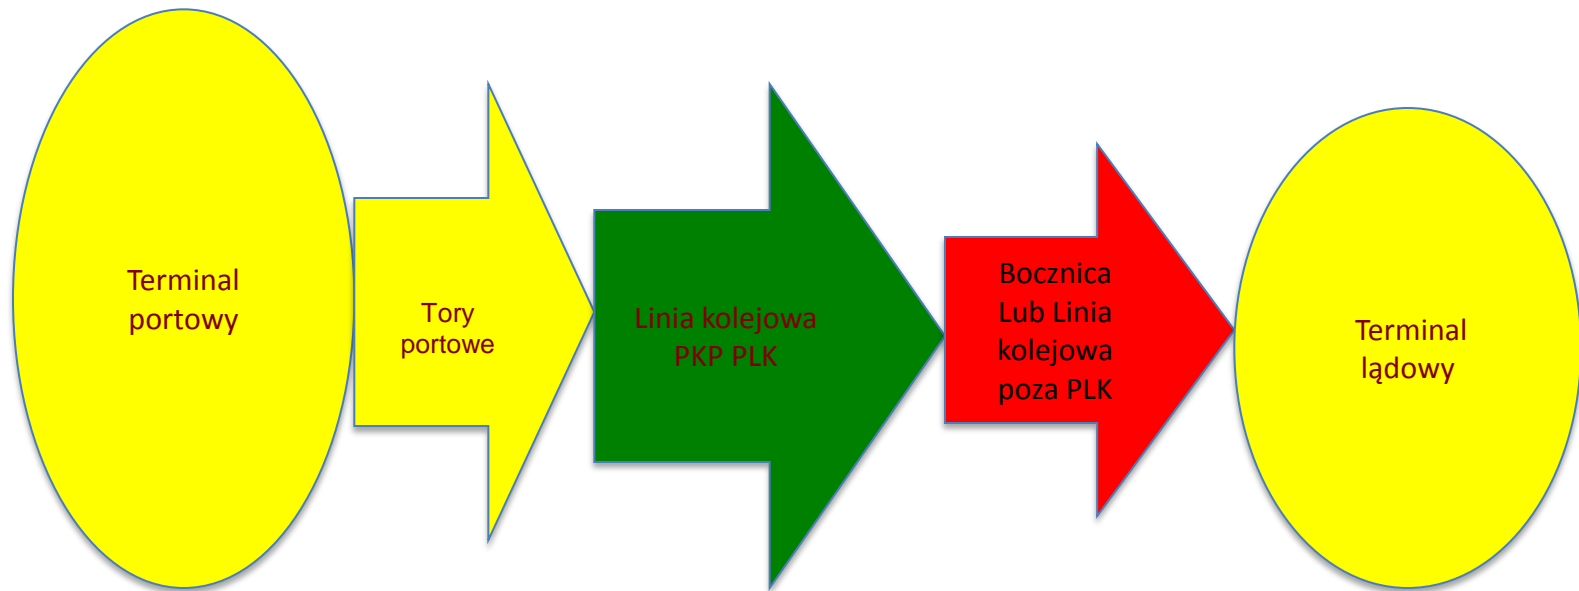 Terminal
portowy
Tory
portowe
Linia kolejowa
PKP PLK
Bocznica
Lub Linia
kolejowa
poza PLK
Terminal
lądowy